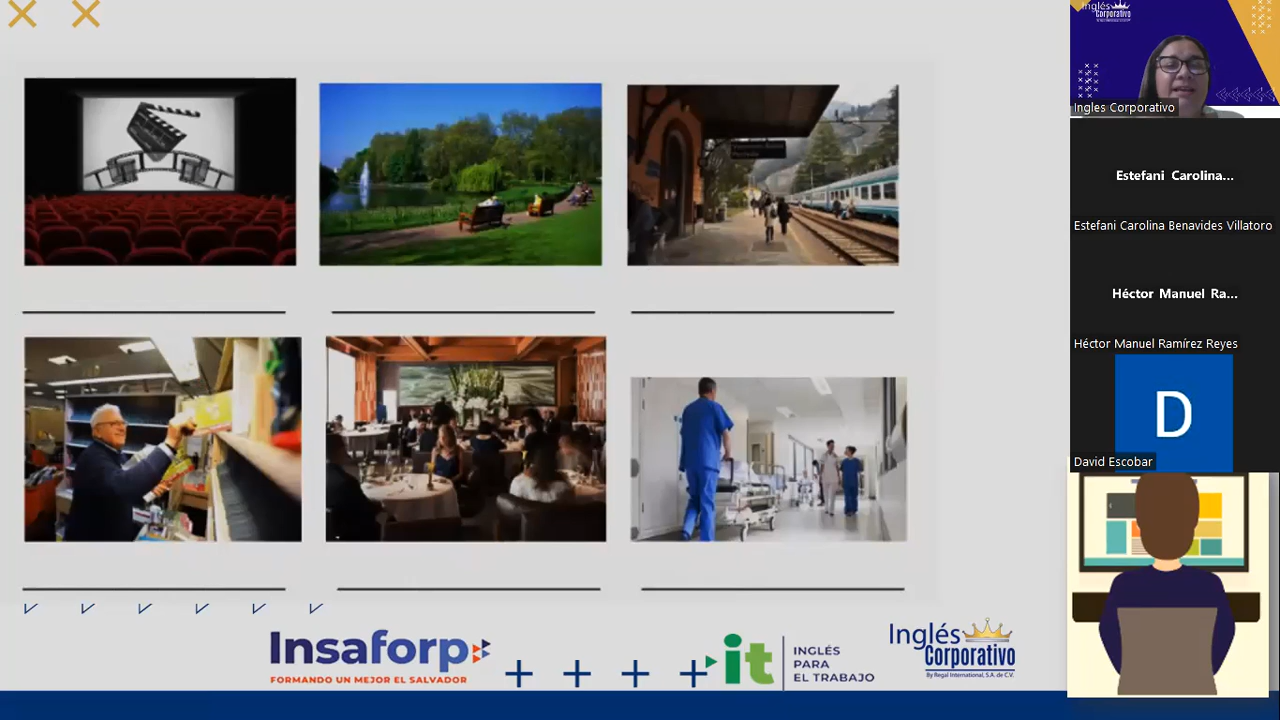 Insaforp
FORMANDO UN MEJOR EL SALVADOR
it
INGLÉS
PARA
EL TRABAJO
Inglés
Corporativo
By Regal International, S.A. de C.V.
Inglés
Corporativo
Ingles Corporativo
Estefani Carolina...
Estefani Carolina Benavides Villatoro
Héctor Manuel Ra...
Héctor Manuel Ramírez Reyes
D
David Escobar